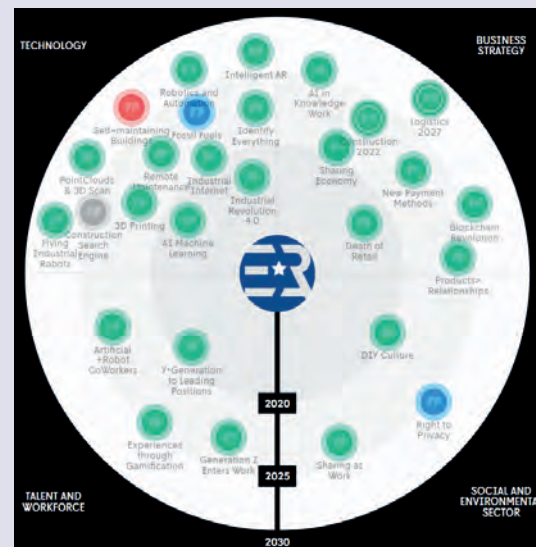 TECHNOLOGY
BUSINESS
STRATEGY
Intelligent AR
Robotics and
Automation
AI in
Knowledge
Work
Logistics
2027
Self-maintaining
Buildings
Fossil Fuels
Identify
Everything
Construction
2022
Sharing
Economy
PointClouds
& 3D Scan
Remote
Maintenance
Industrial
Internet
Industrial
Revolution
4.0
New Payment
Methods
Blockchain
Revolution
Flying
Industrial
Robots
Construction
Search
Engine
3D Printing
AI Machine
Learning
Death of
Retail
Products>
Relationships
ER
Artificial
+Robot
CoWorkers
Y-Generation
to Leading
Positions
DIY Culture
2020
Right to
Privacy
Experienced
through
Gamification
Generation Z
Enters Work
Sharing as
Work
2025
TALENT AND
WORKFORCE
SOCIAL AND
ENVIRONMENTA
SECTOR
2030